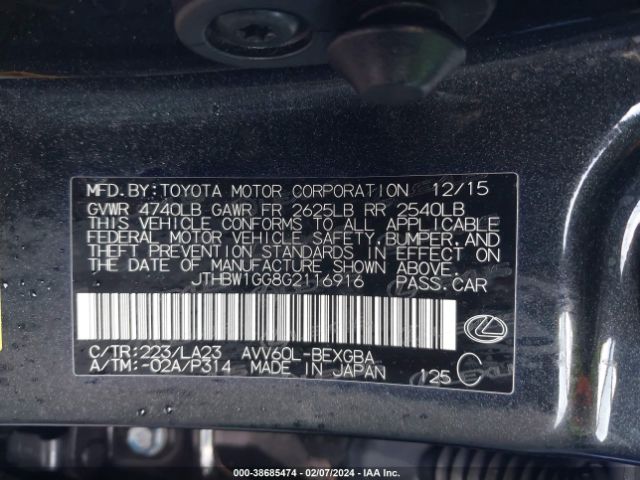 MFD.BY:TOYOTA MOTOR CORPORATION 12/15
GVWR 4740LB GAWR FR 2625LB RR 2540LB
THIS VEHICLE CONFORMS TO ALL APPLICABLE
FEDERAL MOTOR VEHICLE SAFETY, BUMPER, AND
THEFT PREVENTION STANDARDS IN EFFECT ON
THE DATE OF MANUFACTURE SHOWN ABOVE.
JTHBW1GG8G2116916 PASS.CAR
C/TR:223/LA23 AVV60L-BEXGBA
A/TM:-02A/P314 MADE IN JAPAN 125 C
000-38685474 - 02/07/2024 - IAA Inc.